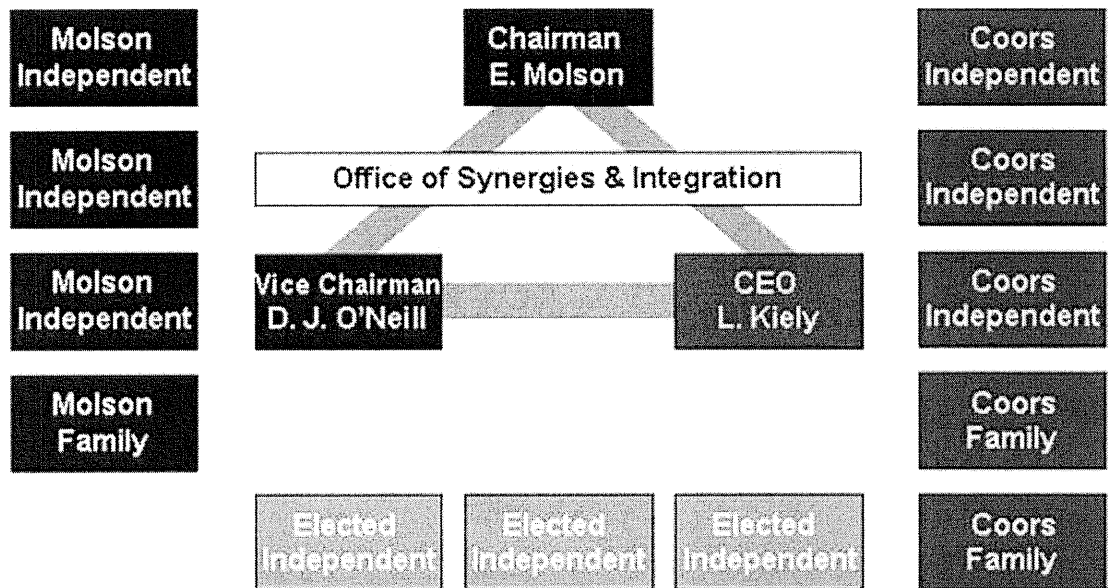 Molson
Independent
Chairman
E. Molson
Coors
Independent
Molson
Independent
Office of Synergies & Integration
Coors
Independent
Molson
Independent
Vice Chairman
D. J. O'Neill
CEO
L. Kiely
Coors
Independent
Molson
Family
Coors
Family
Elected
Independent
Elected
Independent
Elected
Independent
Coors
Family